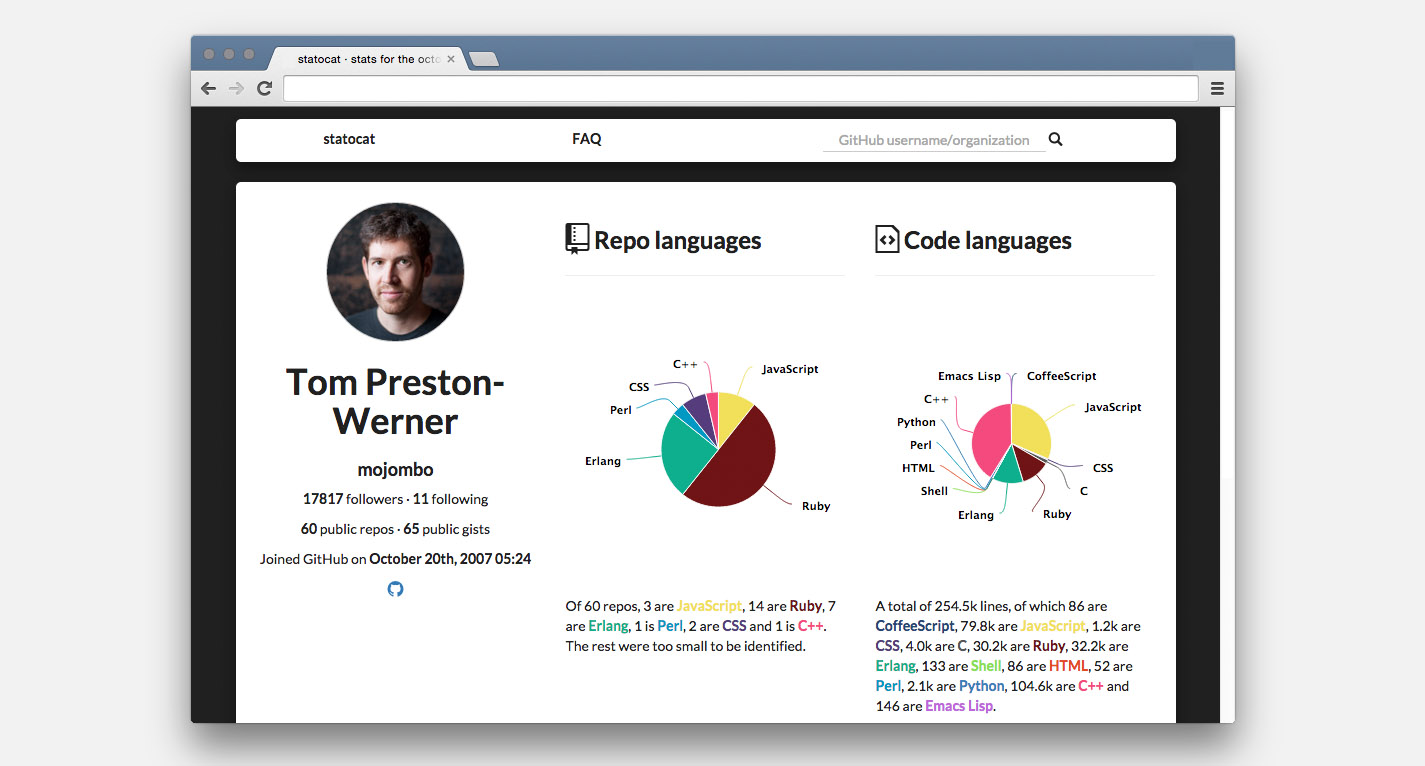 statocat · stats for the octo
statocat
FAQ
GitHub username/organization
Tom Preston-
Werner
mojombo
17817 followers · 11 following
60 public repos · 65 public gists
Joined GitHub on October 20th, 2007 05:24
Repo languages
C++
JavaScript
CSS
Perl
Erlang
Ruby
Of 60 repos, 3 are JavaScript, 14 are Ruby, 7
are Erlang, 1 is Perl, 2 are CSS and 1 is C++.
The rest were too small to be identified.
Code languages
Emacs Lisp
CoffeeScript
C++
JavaScript
Python
Perl
HTML
CSS
Shell
C
Erlang
Ruby
A total of 254.5k lines, of which 86 are
CoffeeScript, 79.8k are JavaScript, 1.2k are
CSS, 4.0k are C, 30.2k are Ruby, 32.2k are
Erlang, 133 are Shell, 86 are HTML, 52 are
Perl, 2.1k are Python, 104.6k are C++ and
146 are Emacs Lisp.